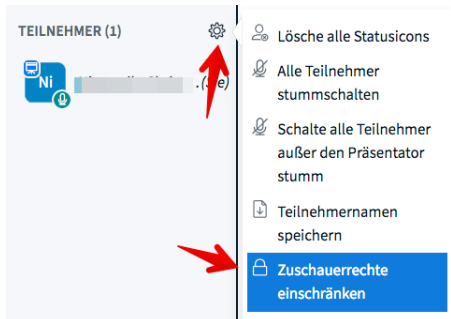 TEILNEHMER (1)
Ni
Lösche alle Statusicons
Alle Teilnehmer
stummschalten
Schalte alle Teilnehmer
außer den Präsentator
stumm
Teilnehmernamen
speichern
Zuschauerrechte
einschränken